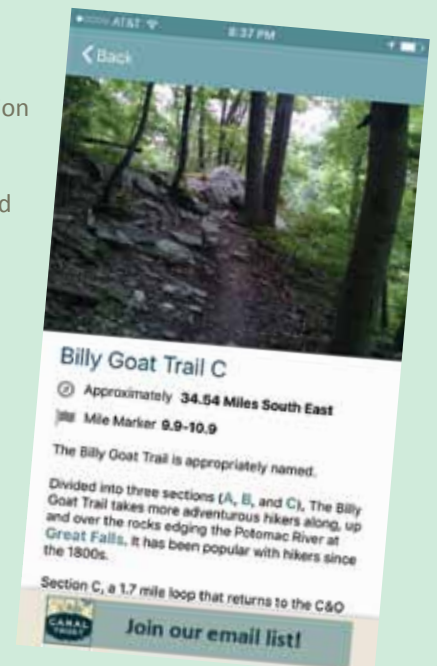 on
d
AT&T 8:37 PM
Back
Billy Goat Trail C
Approximately 34.54 Miles South East
Mile Marker 9.9-10.9
The Billy Goat Trail is appropriately named.
Divided into three sections (A, B, and C), The Billy
Goat Trail takes more adventurous hikers along, up
and over the rocks edging the Potomac River at
Great Falls. It has been popular with hikers since
the 1800s.
Section C, a 1.7 mile loop that returns to the C&O
CANAL
TRUST
Join our email list!